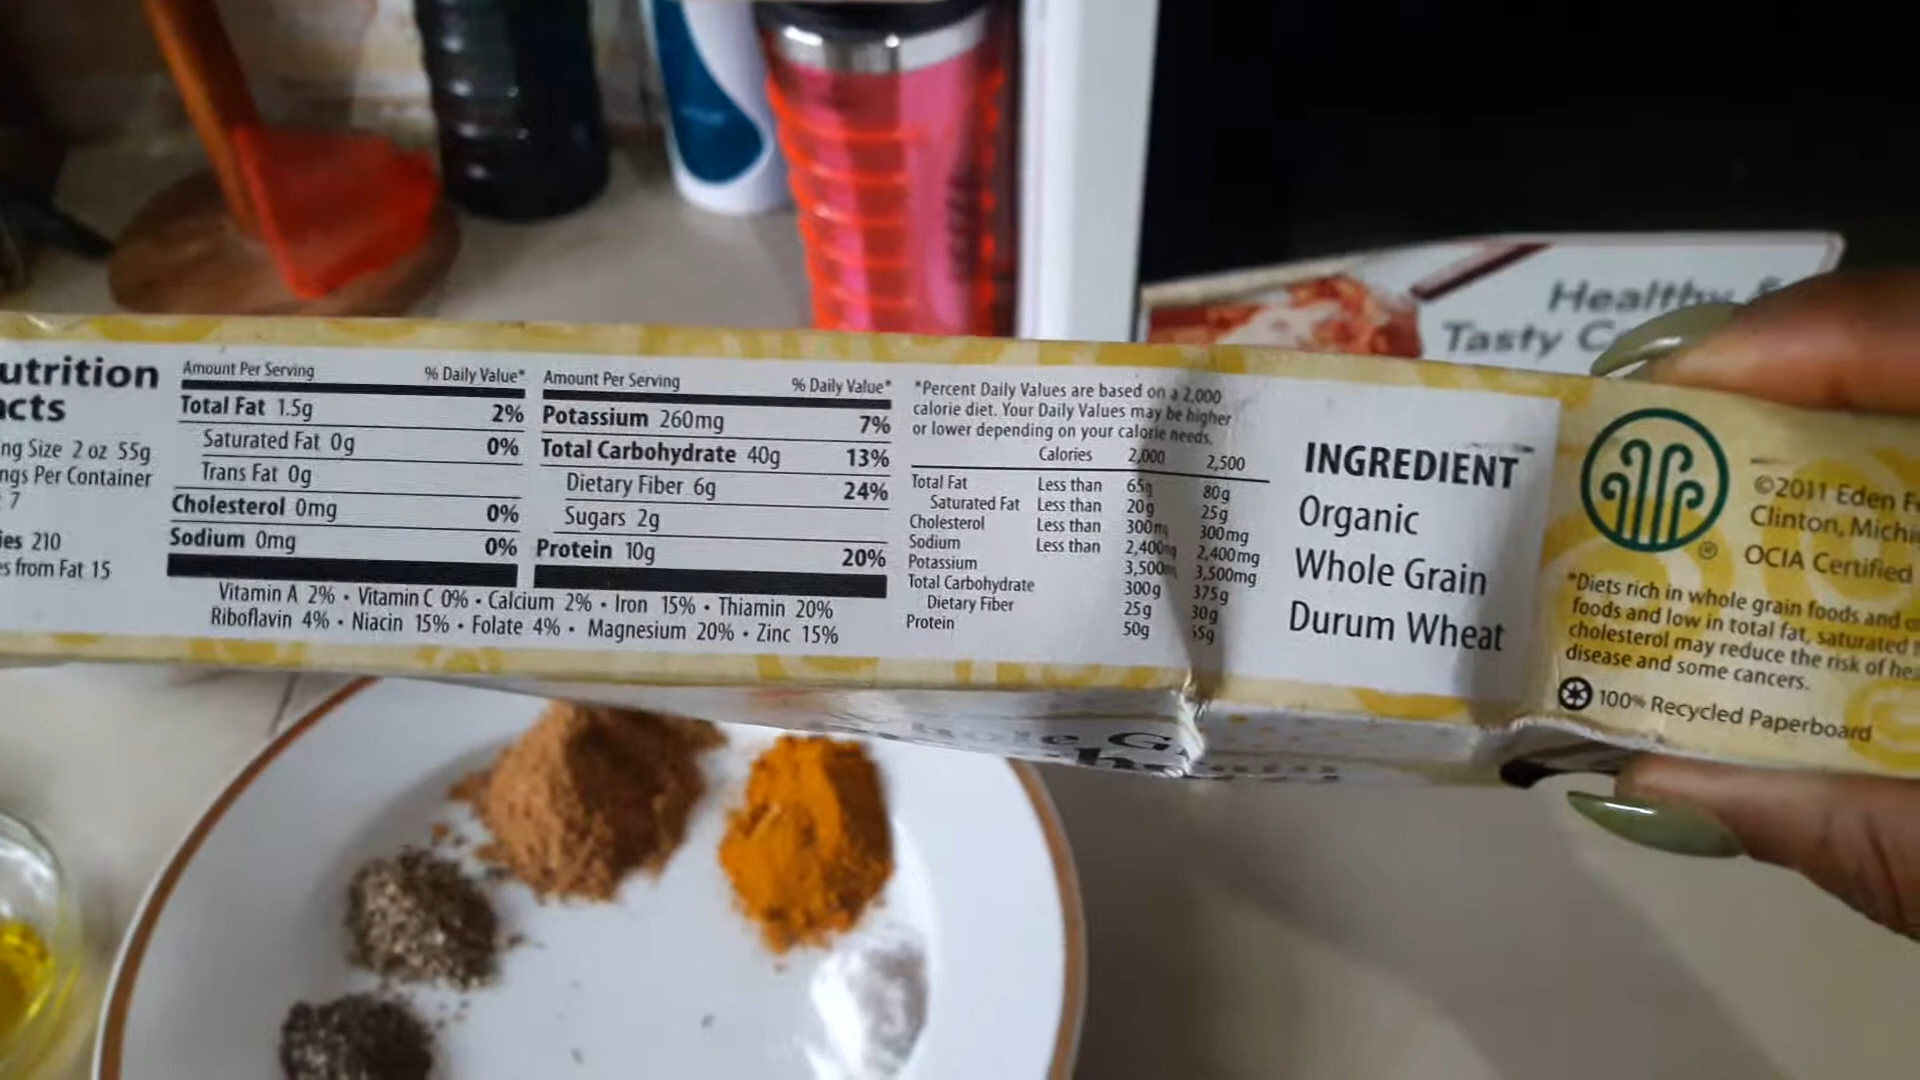 Healthy &
Tasty
utrition
acts
ng Size 2 oz 55g
ngs Per Container
7
ies 210
s from Fat 15
Amount Per Serving % Daily Value*
Total Fat 1.5g 2%
Saturated Fat 0g 0%
Trans Fat 0g
Cholesterol 0mg 0%
Sodium 0mg 0%
Amount Per Serving % Daily Value*
Potassium 260mg 7%
Total Carbohydrate 40g 13%
Dietary Fiber 6g 24%
Sugars 2g
Protein 10g 20%
Vitamin A 2% • Vitamin C 0% • Calcium 2% • Iron 15% • Thiamin 20%
Riboflavin 4% • Niacin 15% • Folate 4% • Magnesium 20% • Zinc 15%
*Percent Daily Values are based on a 2,000
calorie diet. Your Daily Values may be higher
or lower depending on your calorie needs.
Calories 2,000 2,500
Total Fat Less than 65g 80g
Saturated Fat Less than 20g 25g
Cholesterol Less than 300m 300mg
Sodium Less than 2,400mg 2,400mg
Potassium 3,500m 3,500mg
Total Carbohydrate 300g 375g
Dietary Fiber 25g 30g
Protein 50g 65g
INGREDIENT
Organic
Whole Grain
Durum Wheat
©2011 Eden F
Clinton, Michi
OCIA Certified
®
*Diets rich in whole grain foods and
foods and low in total fat, saturated
cholesterol may reduce the risk of hea
disease and some cancers.
100% Recycled Paperboard